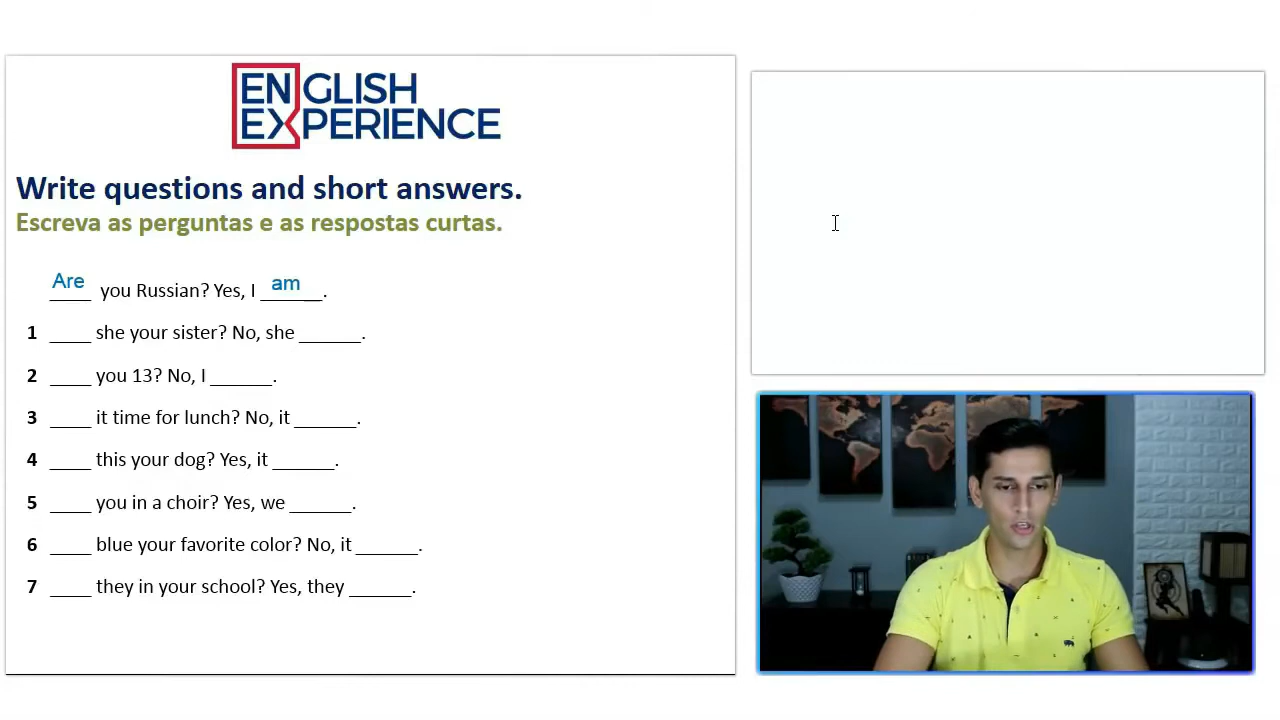 ENGLISH
EXPERIENCE
Write questions and short answers.
Escreva as perguntas e as respostas curtas.
Are you Russian? Yes, I am.
1 ____ she your sister? No, she ______.
2 ____ you 13? No, I ______.
3 ____ it time for lunch? No, it ______.
4 ____ this your dog? Yes, it ______.
5 ____ you in a choir? Yes, we ______.
6 ____ blue your favorite color? No, it ______.
7 ____ they in your school? Yes, they ______.